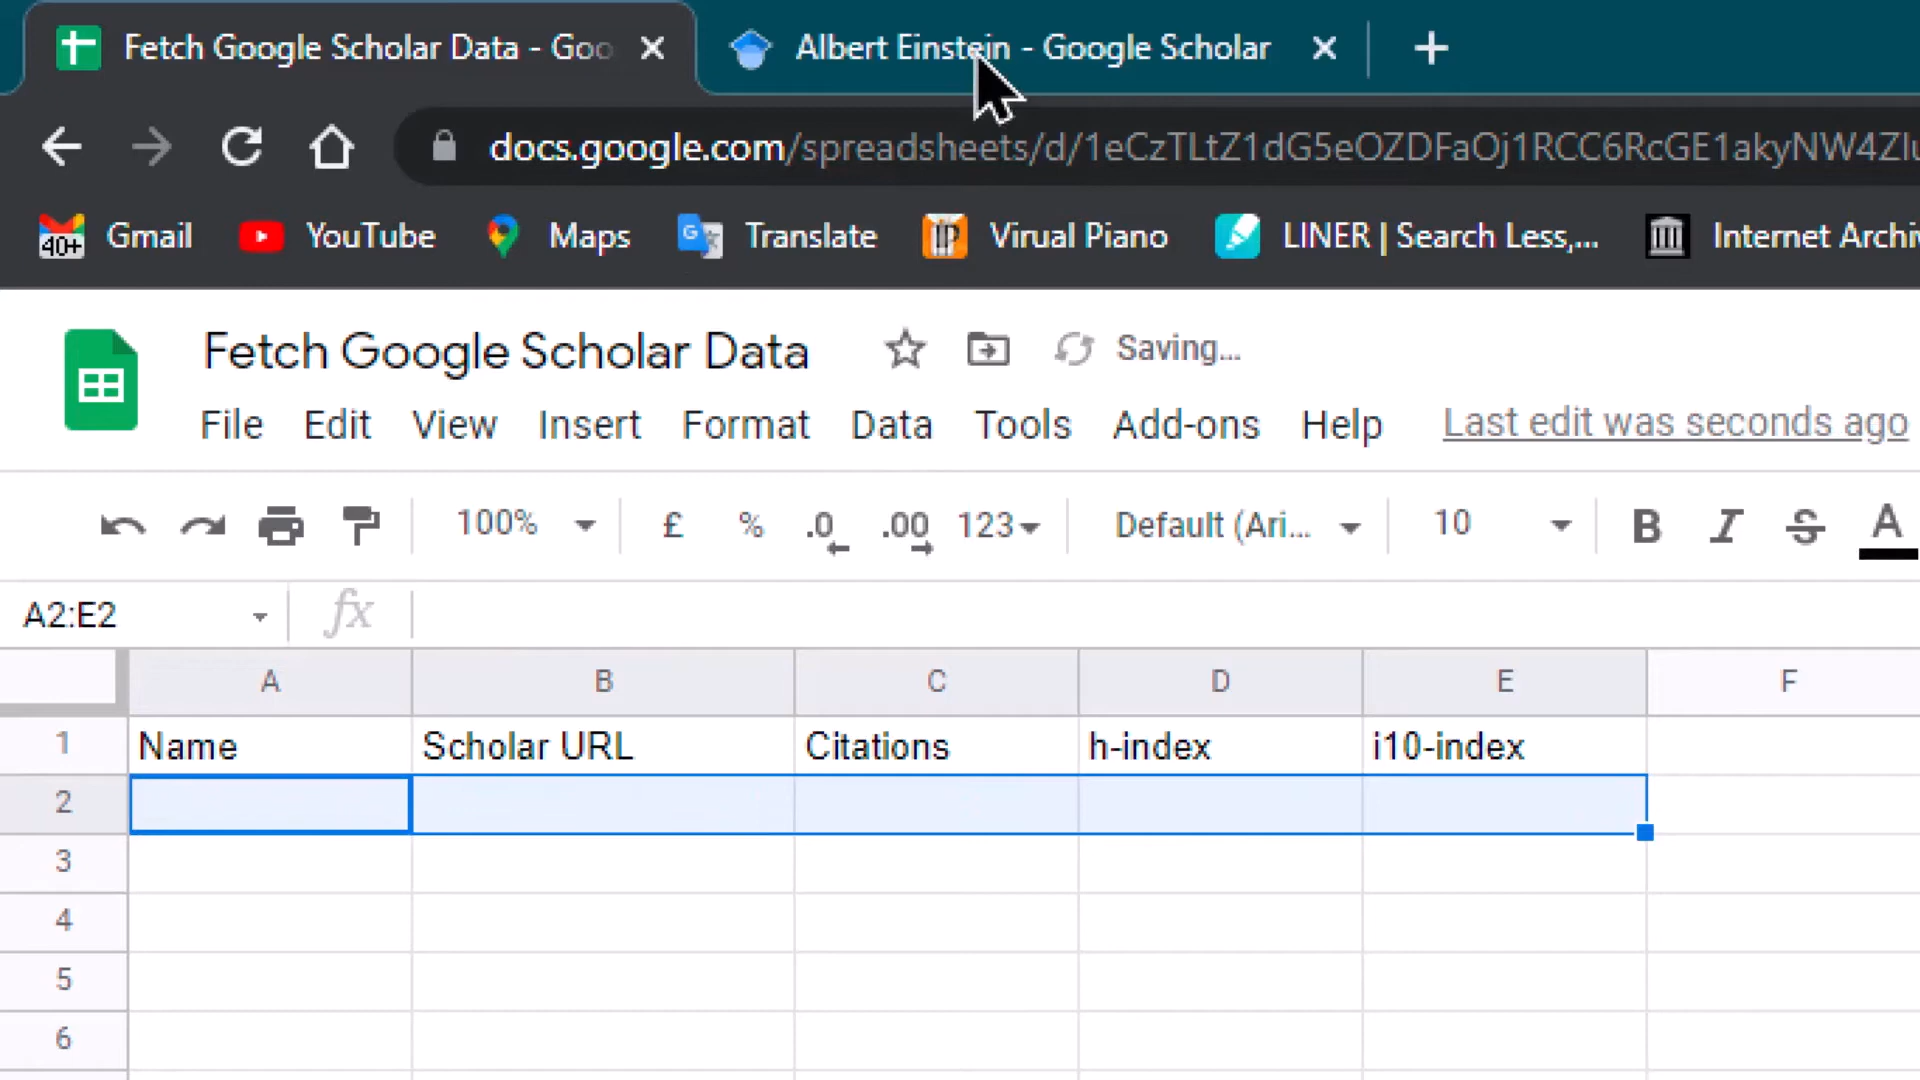 Fetch Google Scholar Data - Goo
Albert Einstein - Google Scholar
docs.google.com/spreadsheets/d/1eCzTLtZ1dG5eOZDFaOj1RCC6RcGE1akyNW4Zlu
40+ Gmail YouTube Maps Translate Virual Piano LINER | Search Less,... Internet Archiv
Fetch Google Scholar Data Saving...
File Edit View Insert Format Data Tools Add-ons Help Last edit was seconds ago
100% £ % .0 .00 123 Default (Ari... 10 B I S A
A2:E2 fx
A B C D E F
1 Name Scholar URL Citations h-index i10-index
2
3
4
5
6